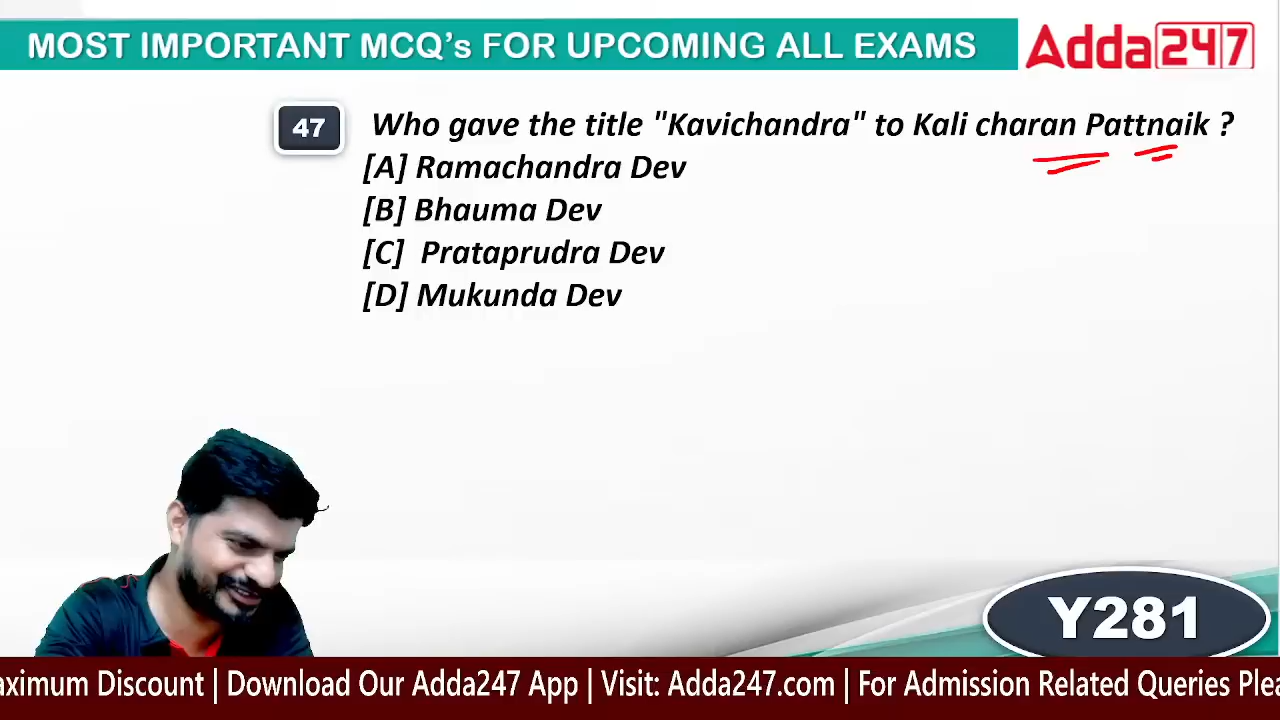 MOST IMPORTANT MCQ's FOR UPCOMING ALL EXAMS
Adda247
47 Who gave the title "Kavichandra" to Kali charan Pattnaik ?
[A] Ramachandra Dev
[B] Bhauma Dev
[C] Prataprudra Dev
[D] Mukunda Dev
Y281
Discount | Download Our Adda247 App | Visit: Adda247.com | For Admission Related Queries